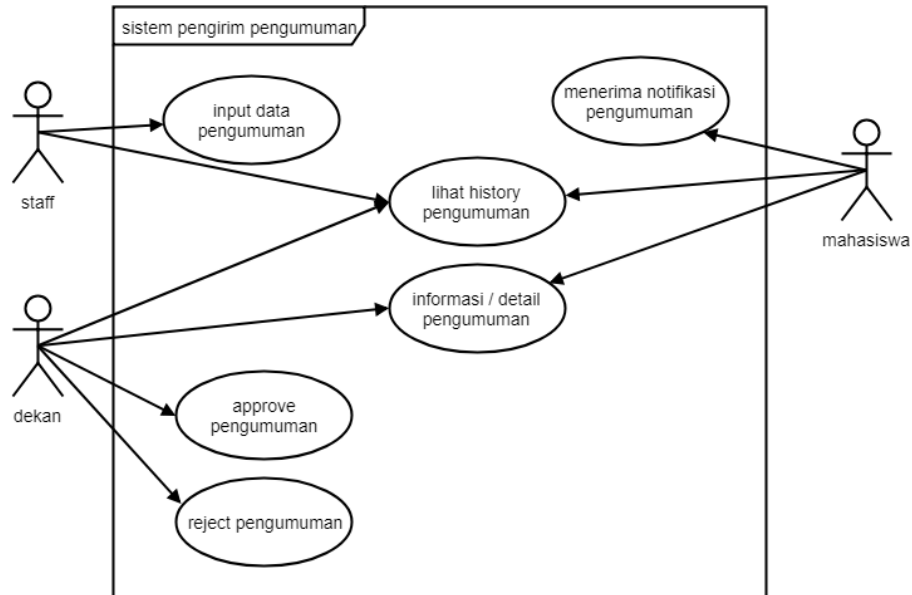 sistem pengirim pengumuman
input data
pengumuman
menerima notifikasi
pengumuman
staff
lihat history
pengumuman
mahasiswa
informasi / detail
pengumuman
dekan
approve
pengumuman
reject pengumuman